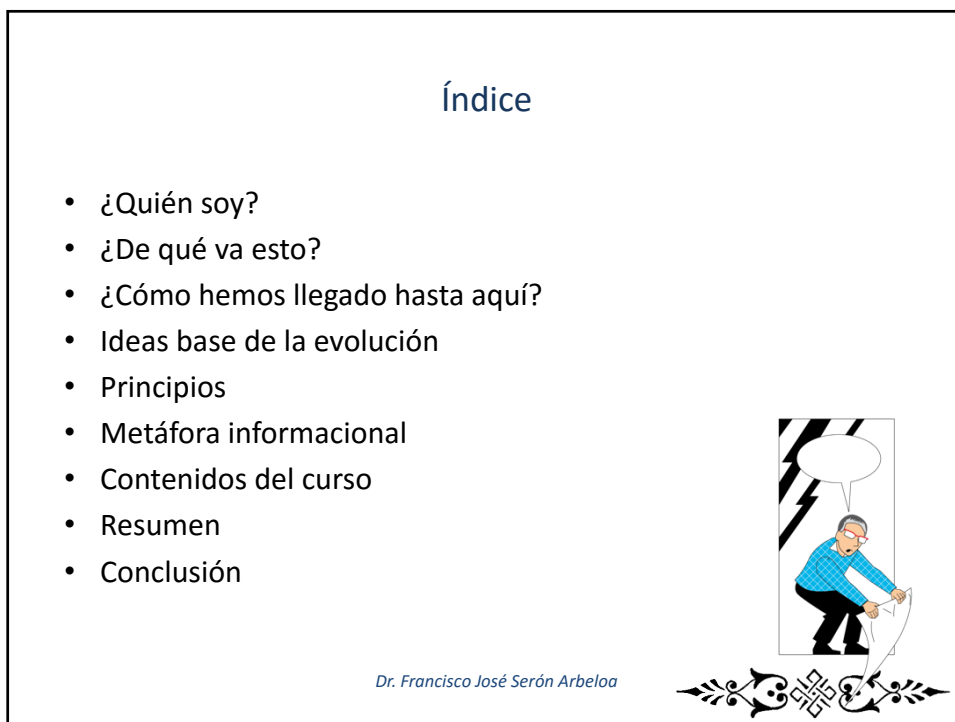 Índice
• ¿Quién soy?
• ¿De qué va esto?
• ¿Cómo hemos llegado hasta aquí?
• Ideas base de la evolución
• Principios
• Metáfora informacional
• Contenidos del curso
• Resumen
• Conclusión
Dr. Francisco José Serón Arbeloa